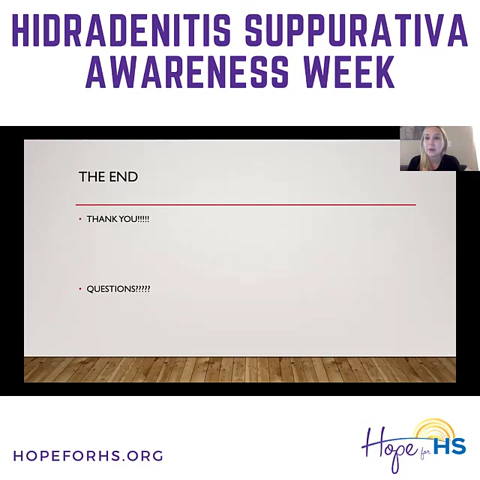 HIDRADENITIS SUPPURATIVA
AWARENESS WEEK
THE END
• THANK YOU!!!!!
• QUESTIONS?????
HOPEFORHS.ORG
Hope for HS